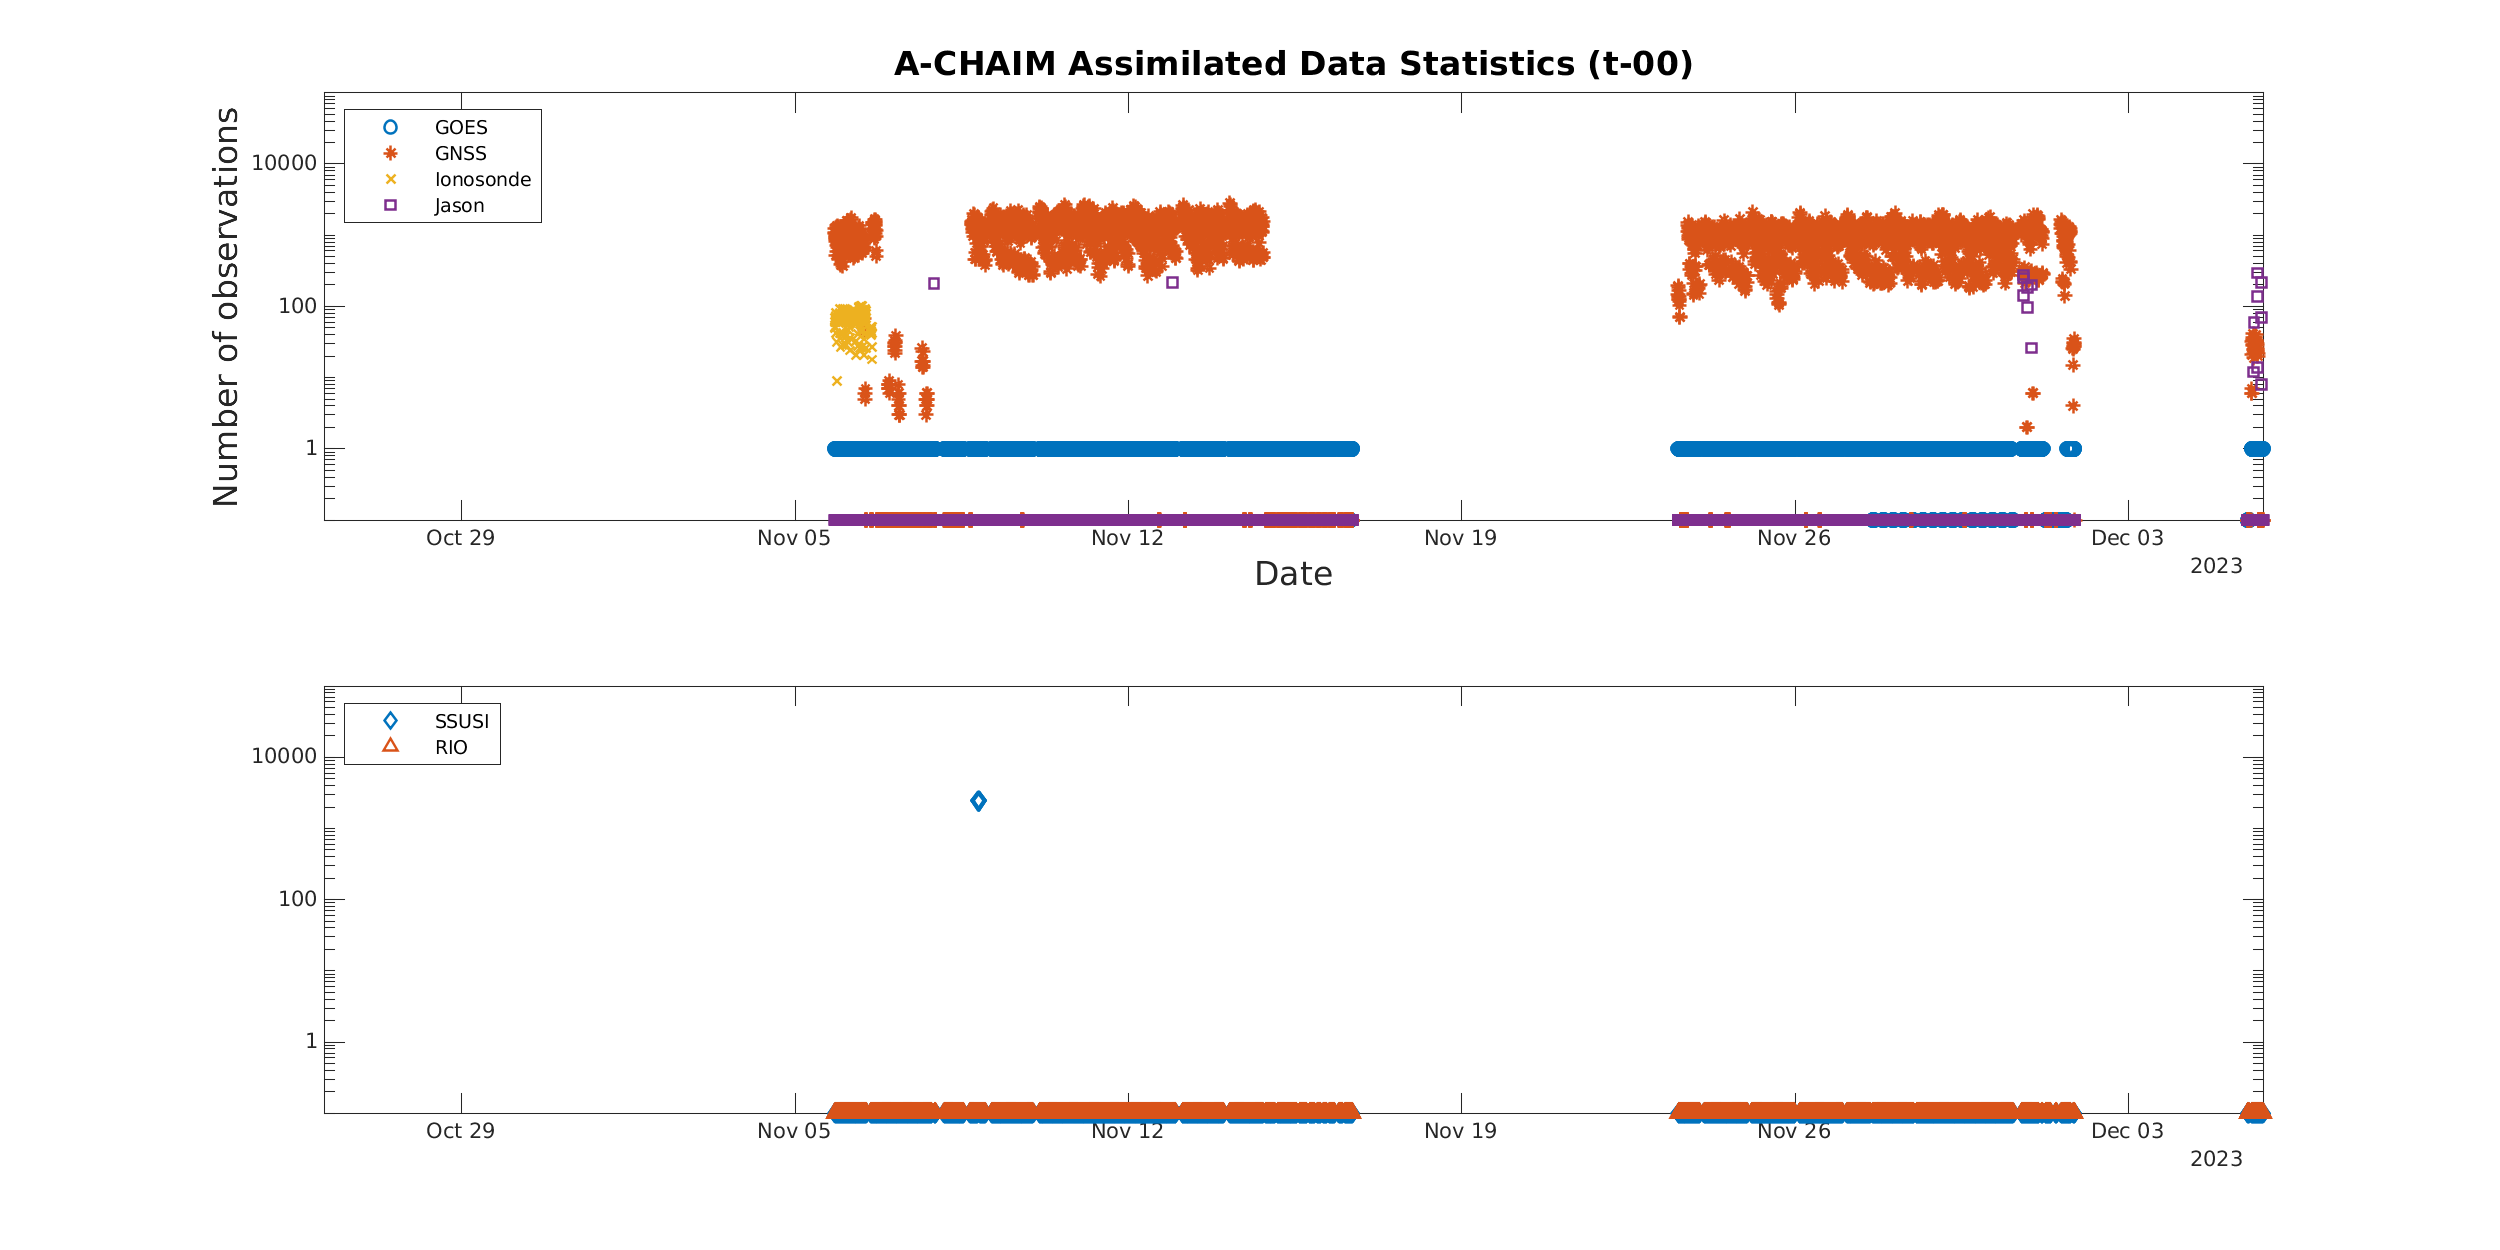 A-CHAIM Assimilated Data Statistics (t-00)
Number of observations
GOES
GNSS
Ionosonde
Jason
10000
100
1
Oct 29 Nov 05 Nov 12 Nov 19 Nov 26 Dec 03
2023
Date
SSUSI
RIO
10000
100
1
Oct 29 Nov 05 Nov 12 Nov 19 Nov 26 Dec 03
2023